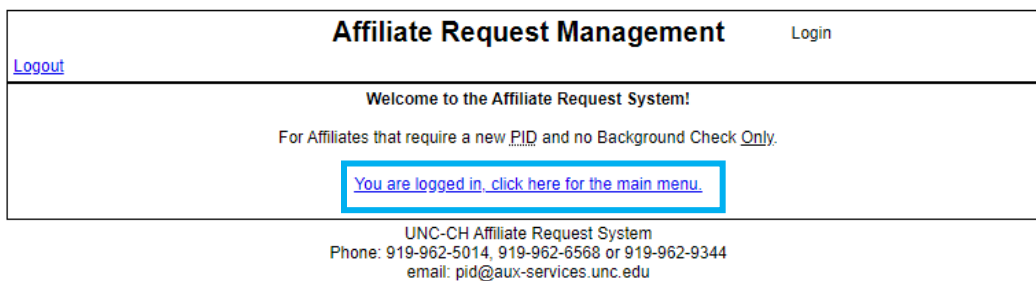 Affiliate Request Management Login
Logout
Welcome to the Affiliate Request System!
For Affiliates that require a new PID and no Background Check Only.
You are logged in, click here for the main menu.
UNC-CH Affiliate Request System
Phone: 919-962-5014, 919-962-6568 or 919-962-9344
email: pid@aux-services.unc.edu